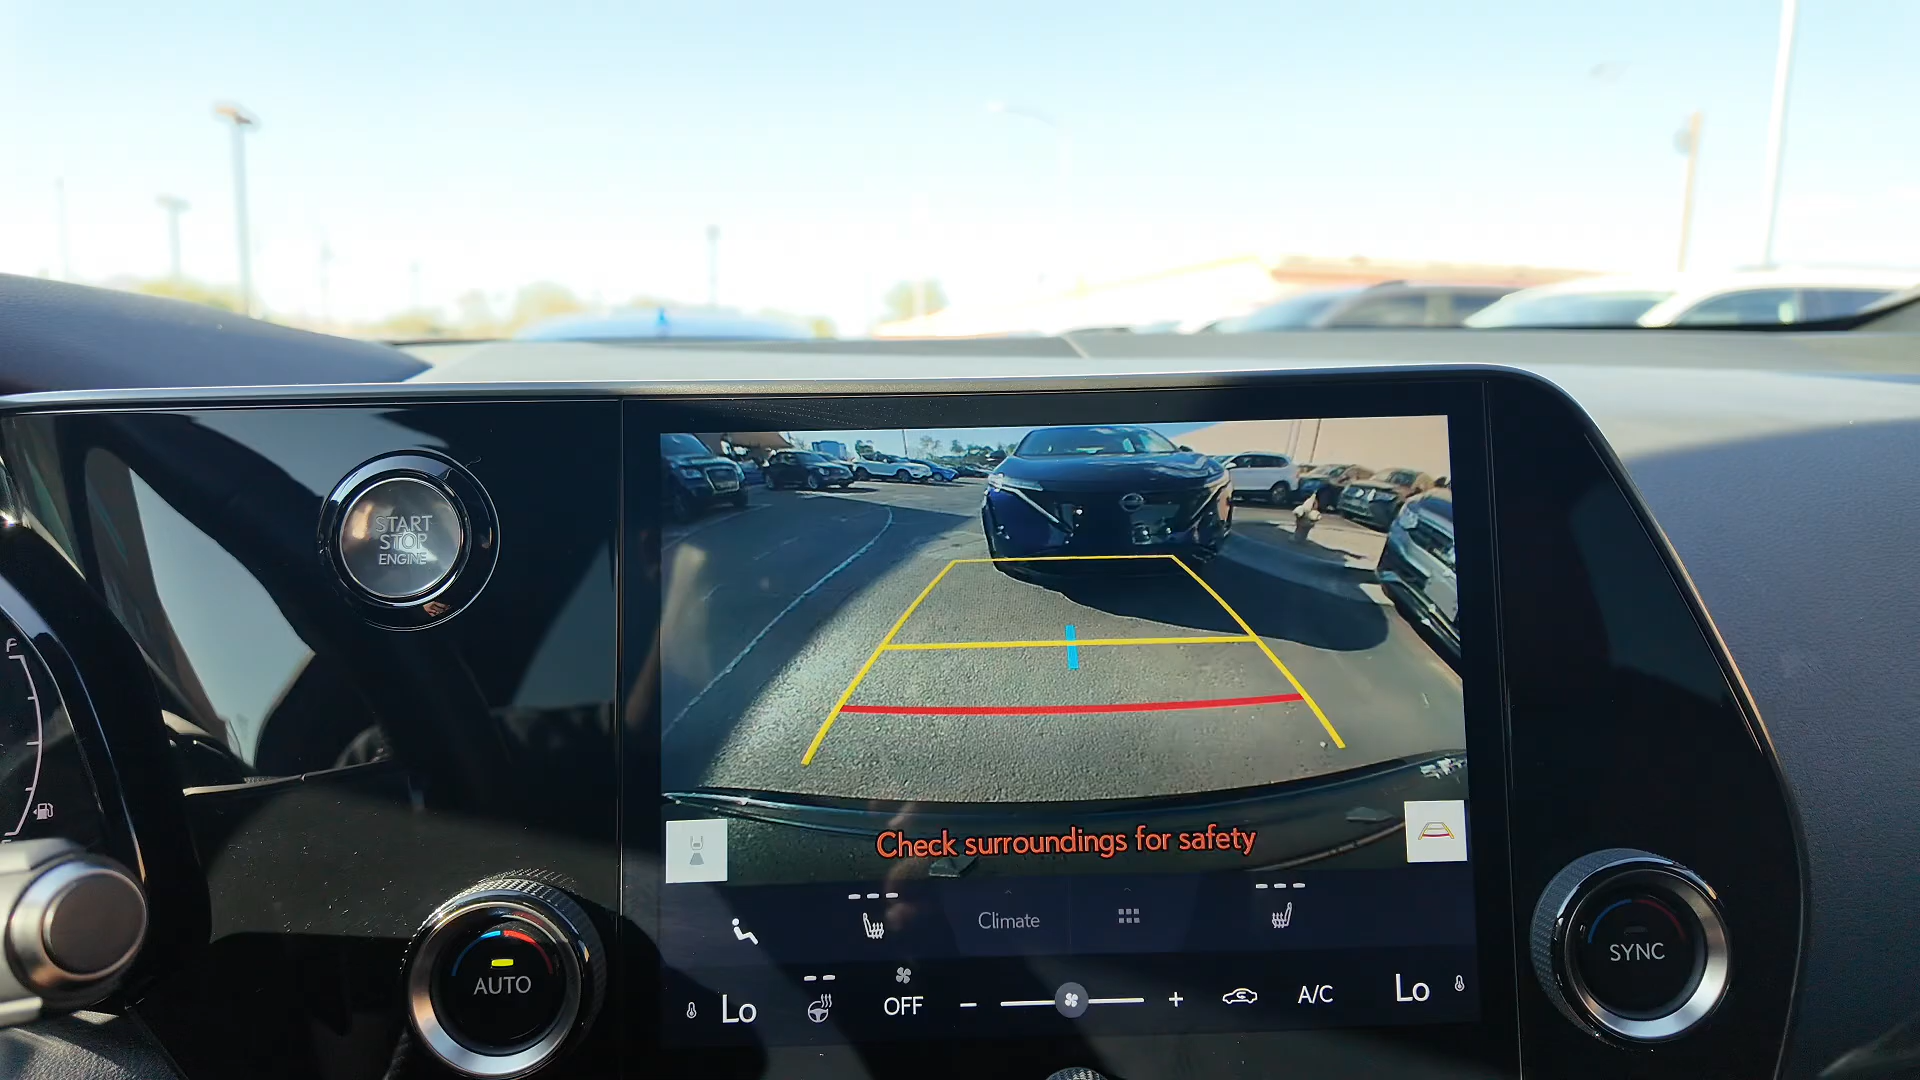 START
STOP
ENGINE
F
Check surroundings for safety
Climate
AUTO
SYNC
Lo
OFF
−
+
A/C
Lo